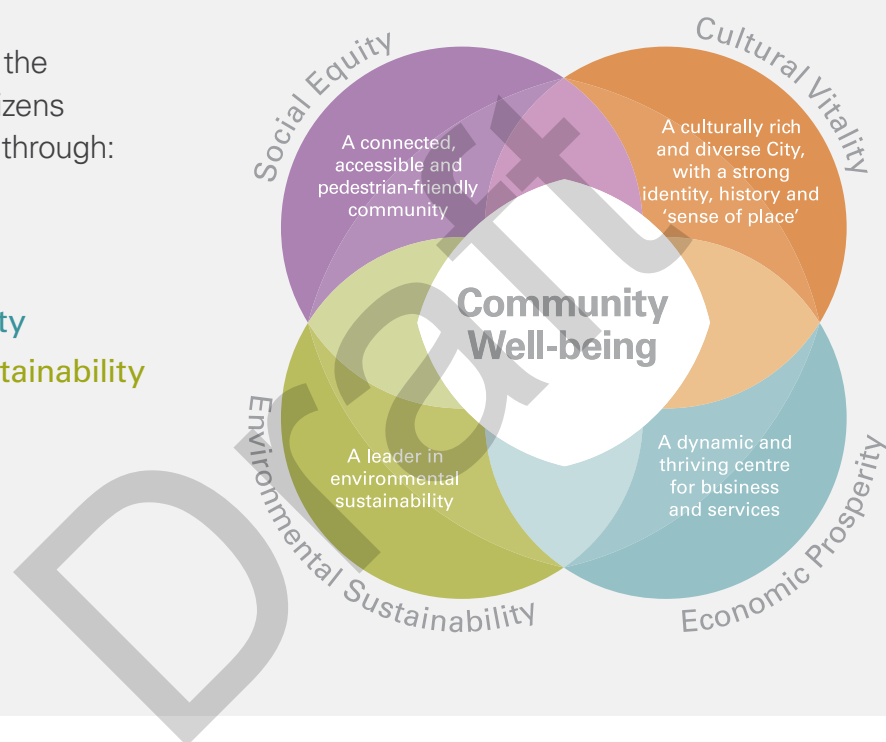 the
izens
through:
ty
tainability
Social Equity
A connected,
accessible and
pedestrian-friendly
community
Cultural Vitality
A culturally rich
and diverse City,
with a strong
identity, history and
‘sense of place’
Community
Well-being
Environmental Sustainability
A leader in
environmental
sustainability
Economic Prosperity
A dynamic and
thriving centre
for business
and services
Draft